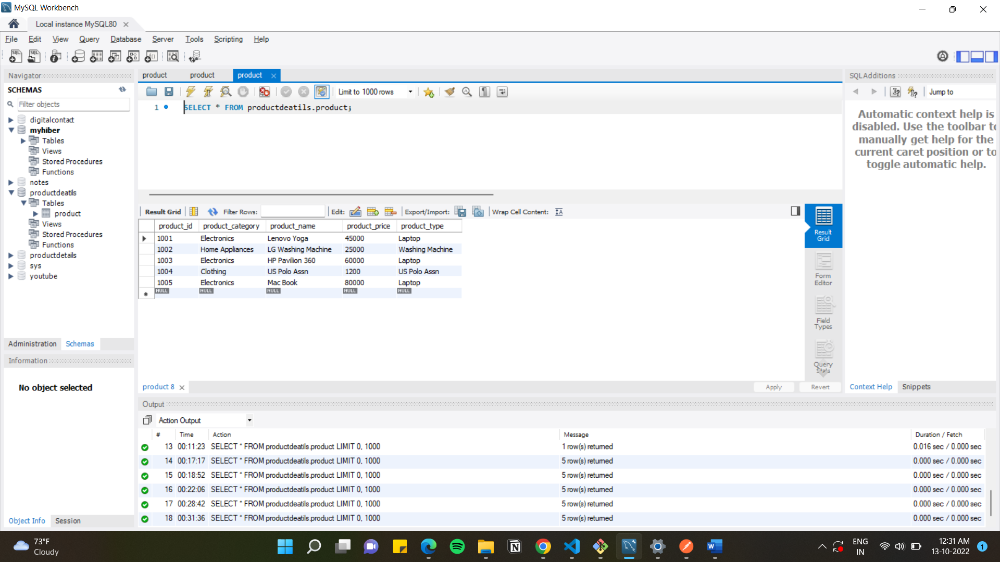 MySQL Workbench
Local instance MySQL80
File Edit View Query Database Server Tools Scripting Help
Navigator
SCHEMAS
Filter objects
digitalcontact
myhiber
Tables
Views
Stored Procedures
Functions
notes
productdeatils
Tables
product
Views
Stored Procedures
Functions
productdetails
sys
youtube
Administration Schemas
Information
No object selected
Object Info Session
product product product
Limit to 1000 rows
1 SELECT * FROM productdeatils.product;
Result Grid Filter Rows: Edit: Export/Import: Wrap Cell Content:
product_id product_category product_name product_price product_type
1001 Electronics Lenovo Yoga 45000 Laptop
1002 Home Appliances LG Washing Machine 25000 Washing Machine
1003 Electronics HP Pavilion 360 60000 Laptop
1004 Clothing US Polo Assn 1200 US Polo Assn
1005 Electronics Mac Book 80000 Laptop
NULL NULL NULL NULL NULL
Result
Grid
Form
Editor
Field
Types
Query
Stats
product 8
Apply Revert
SQLAdditions
Jump to
Automatic context help is
disabled. Use the toolbar to
manually get help for the
current caret position or to
toggle automatic help.
Context Help Snippets
Output
Action Output
# Time Action Message Duration / Fetch
13 00:11:23 SELECT * FROM productdeatils.product LIMIT 0, 1000 1 row(s) returned 0.016 sec / 0.000 sec
14 00:17:17 SELECT * FROM productdeatils.product LIMIT 0, 1000 5 row(s) returned 0.000 sec / 0.000 sec
15 00:18:52 SELECT * FROM productdeatils.product LIMIT 0, 1000 5 row(s) returned 0.000 sec / 0.000 sec
16 00:22:06 SELECT * FROM productdeatils.product LIMIT 0, 1000 5 row(s) returned 0.000 sec / 0.000 sec
17 00:28:42 SELECT * FROM productdeatils.product LIMIT 0, 1000 5 row(s) returned 0.000 sec / 0.000 sec
18 00:31:36 SELECT * FROM productdeatils.product LIMIT 0, 1000 5 row(s) returned 0.000 sec / 0.000 sec
73°F
Cloudy
ENG
IN
12:31 AM
13-10-2022
1